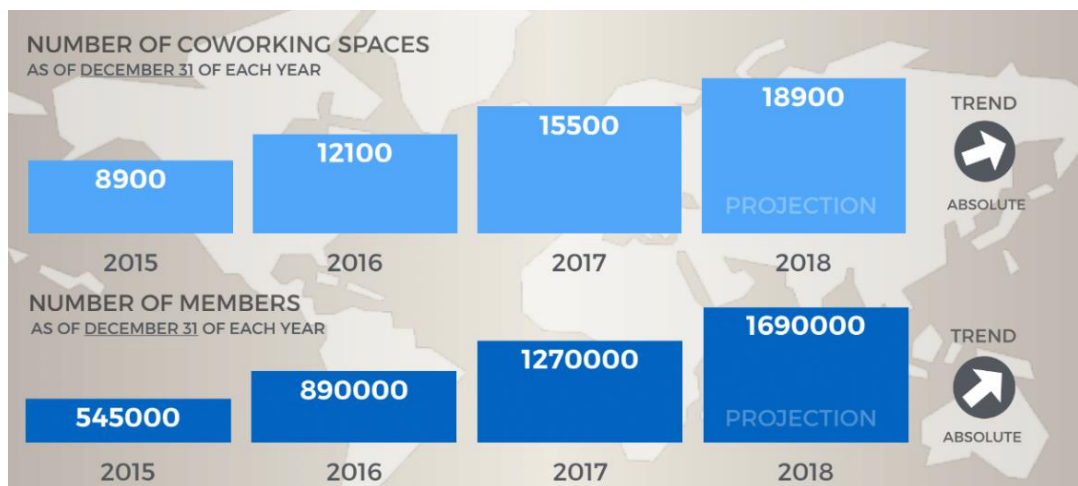 NUMBER OF COWORKING SPACES
AS OF DECEMBER 31 OF EACH YEAR
8900
12100
15500
18900
PROJECTION
TREND
ABSOLUTE
2015
2016
2017
2018
NUMBER OF MEMBERS
AS OF DECEMBER 31 OF EACH YEAR
545000
890000
1270000
1690000
PROJECTION
TREND
ABSOLUTE
2015
2016
2017
2018